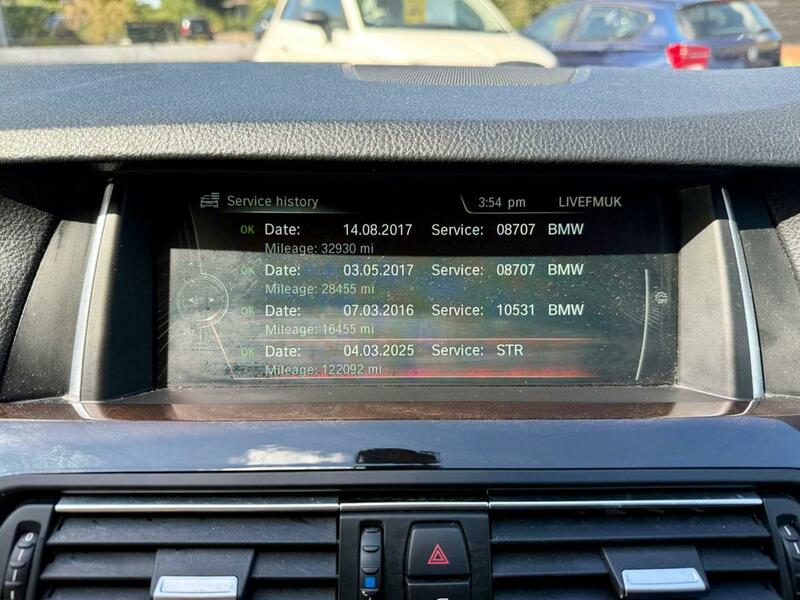 Service history 3:54 pm LIVEFMUK
OK Date: 14.08.2017 Service: 08707 BMW
Mileage: 32930 mi
OK Date: 03.05.2017 Service: 08707 BMW
Mileage: 28455 mi
OK Date: 07.03.2016 Service: 10531 BMW
Mileage: 16455 mi
OK Date: 04.03.2025 Service: STR
Mileage: 122092 mi